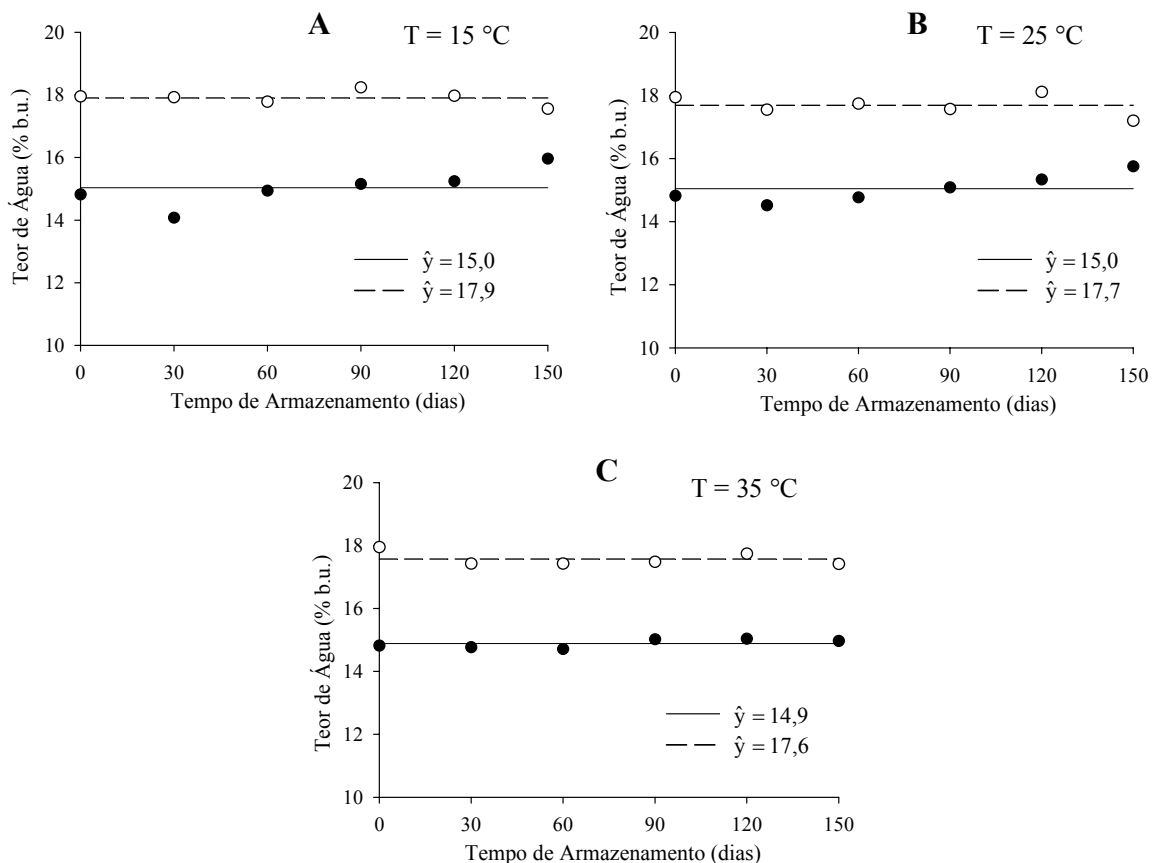 A
T = 15 °C
20
18
16
14
12
10
Teor de Água (% b.u.)
ŷ = 15,0
ŷ = 17,9
0 30 60 90 120 150
Tempo de Armazenamento (dias)
B
T = 25 °C
20
18
16
14
12
10
Teor de Água (% b.u.)
ŷ = 15,0
ŷ = 17,7
0 30 60 90 120 150
Tempo de Armazenamento (dias)
C
T = 35 °C
20
18
16
14
12
10
Teor de Água (% b.u.)
ŷ = 14,9
ŷ = 17,6
0 30 60 90 120 150
Tempo de Armazenamento (dias)